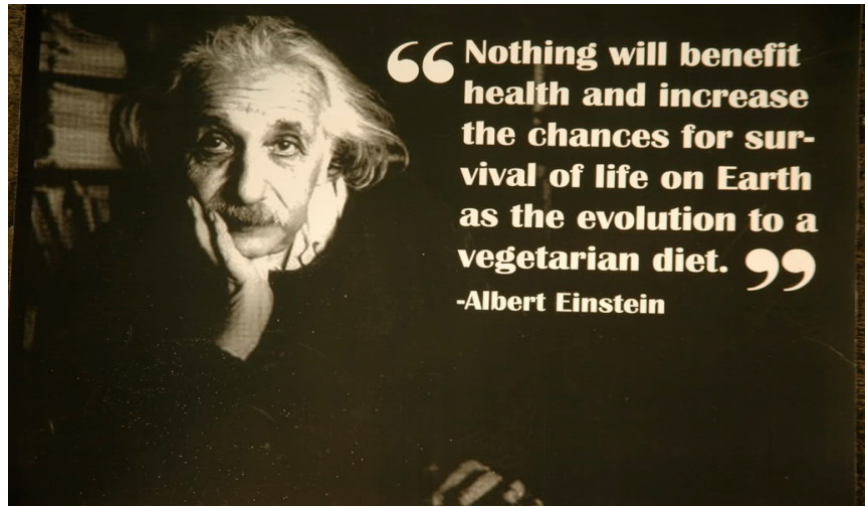 “ Nothing will benefit
health and increase
the chances for sur-
vival of life on Earth
as the evolution to a
vegetarian diet. ”
-Albert Einstein